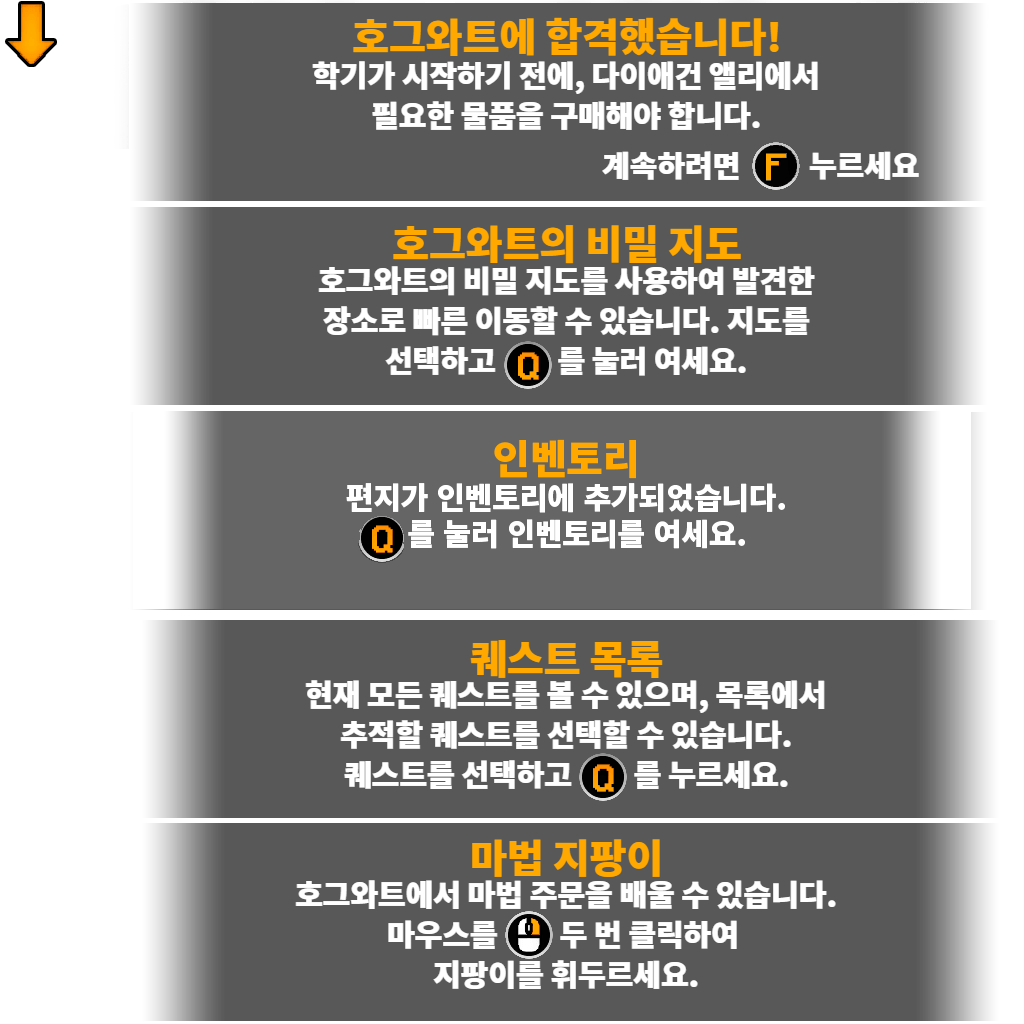 호그와트에 합격했습니다!
학기가 시작하기 전에, 다이애건 앨리에서
필요한 물품을 구매해야 합니다.
계속하려면 F 누르세요
호그와트의 비밀 지도
호그와트의 비밀 지도를 사용하여 발견한
장소로 빠른 이동할 수 있습니다. 지도를
선택하고 Q 를 눌러 여세요.
인벤토리
편지가 인벤토리에 추가되었습니다.
Q 를 눌러 인벤토리를 여세요.
퀘스트 목록
현재 모든 퀘스트를 볼 수 있으며, 목록에서
추적할 퀘스트를 선택할 수 있습니다.
퀘스트를 선택하고 Q 를 누르세요.
마법 지팡이
호그와트에서 마법 주문을 배울 수 있습니다.
마우스를 두 번 클릭하여
지팡이를 휘두르세요.